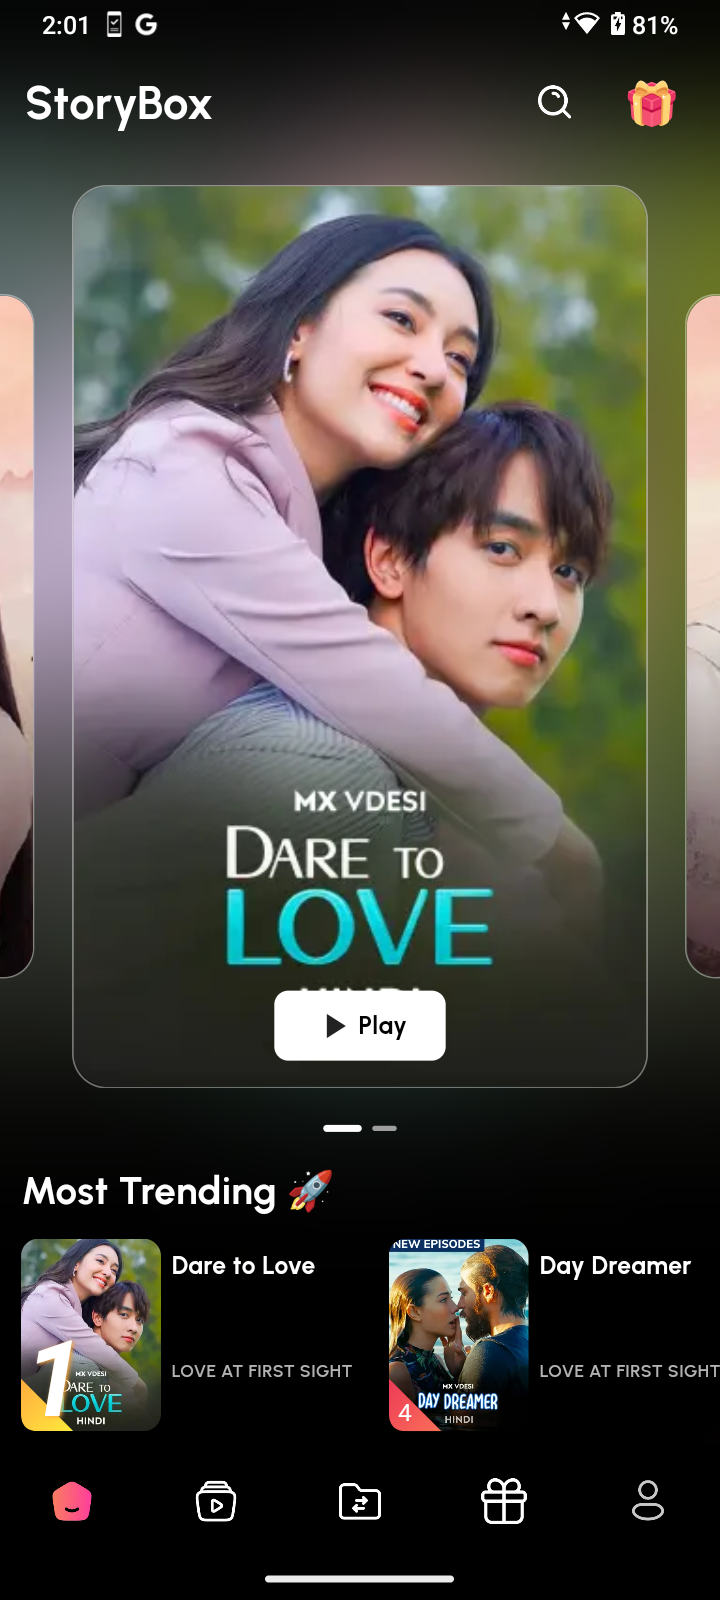 2:01
81%
StoryBox
MX VDESI
DARE TO
LOVE
HINDI
Play
Most Trending 🚀
1
MX VDESI
DARE TO
LOVE
HINDI
Dare to Love
LOVE AT FIRST SIGHT
NEW EPISODES
4
MX VDESI
DAY DREAMER
HINDI
Day Dreamer
LOVE AT FIRST SIGHT